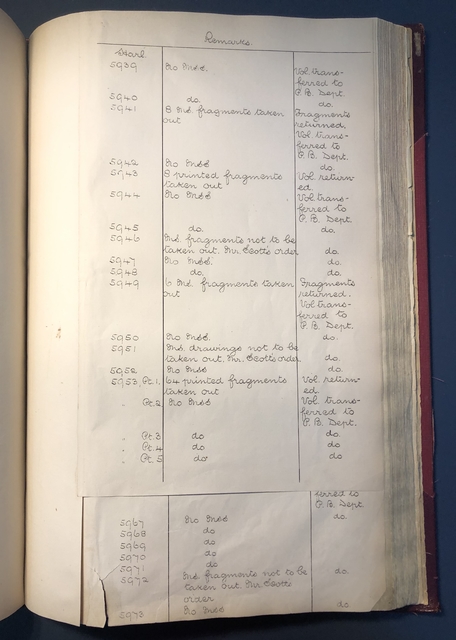 Remarks.
Harl.
5939 No Mss. Vol. trans-
ferred to
P. B. Dept.
5940 do. do.
5941 8 Ms. fragments taken Fragments
out returned.
Vol. trans-
ferred to
P. B. Dept.
5942 No Mss do.
5943 8 printed fragments Vol. return-
taken out ed.
5944 No Mss Vol. trans-
ferred to
P. B. Dept.
5945 do. do.
5946 Ms. fragments not to be
taken out. Mr. Scott's order do.
5947 No Mss. do.
5948 do. do.
5949 6 Ms. fragments taken Fragments
out returned.
Vol. trans-
ferred to
P. B. Dept.
5950 No Mss. do.
5951 Ms. drawings not to be
taken out. Mr. Scott's order do.
5952 No Mss do.
5953 Pt. 1. 64 printed fragments Vol. return-
taken out ed.
" Pt. 2 No Mss Vol. trans-
ferred to
P. B. Dept.
" Pt. 3 do do.
" Pt. 4 do do
" Pt. 5 do do
ferred to
P. B. Dept
5967 No Mss do.
5968 do
5969 do
5970 do
5971 do
5972 Ms fragments not to be do.
taken out. Mr. Scott's
order
5973 No Mss do